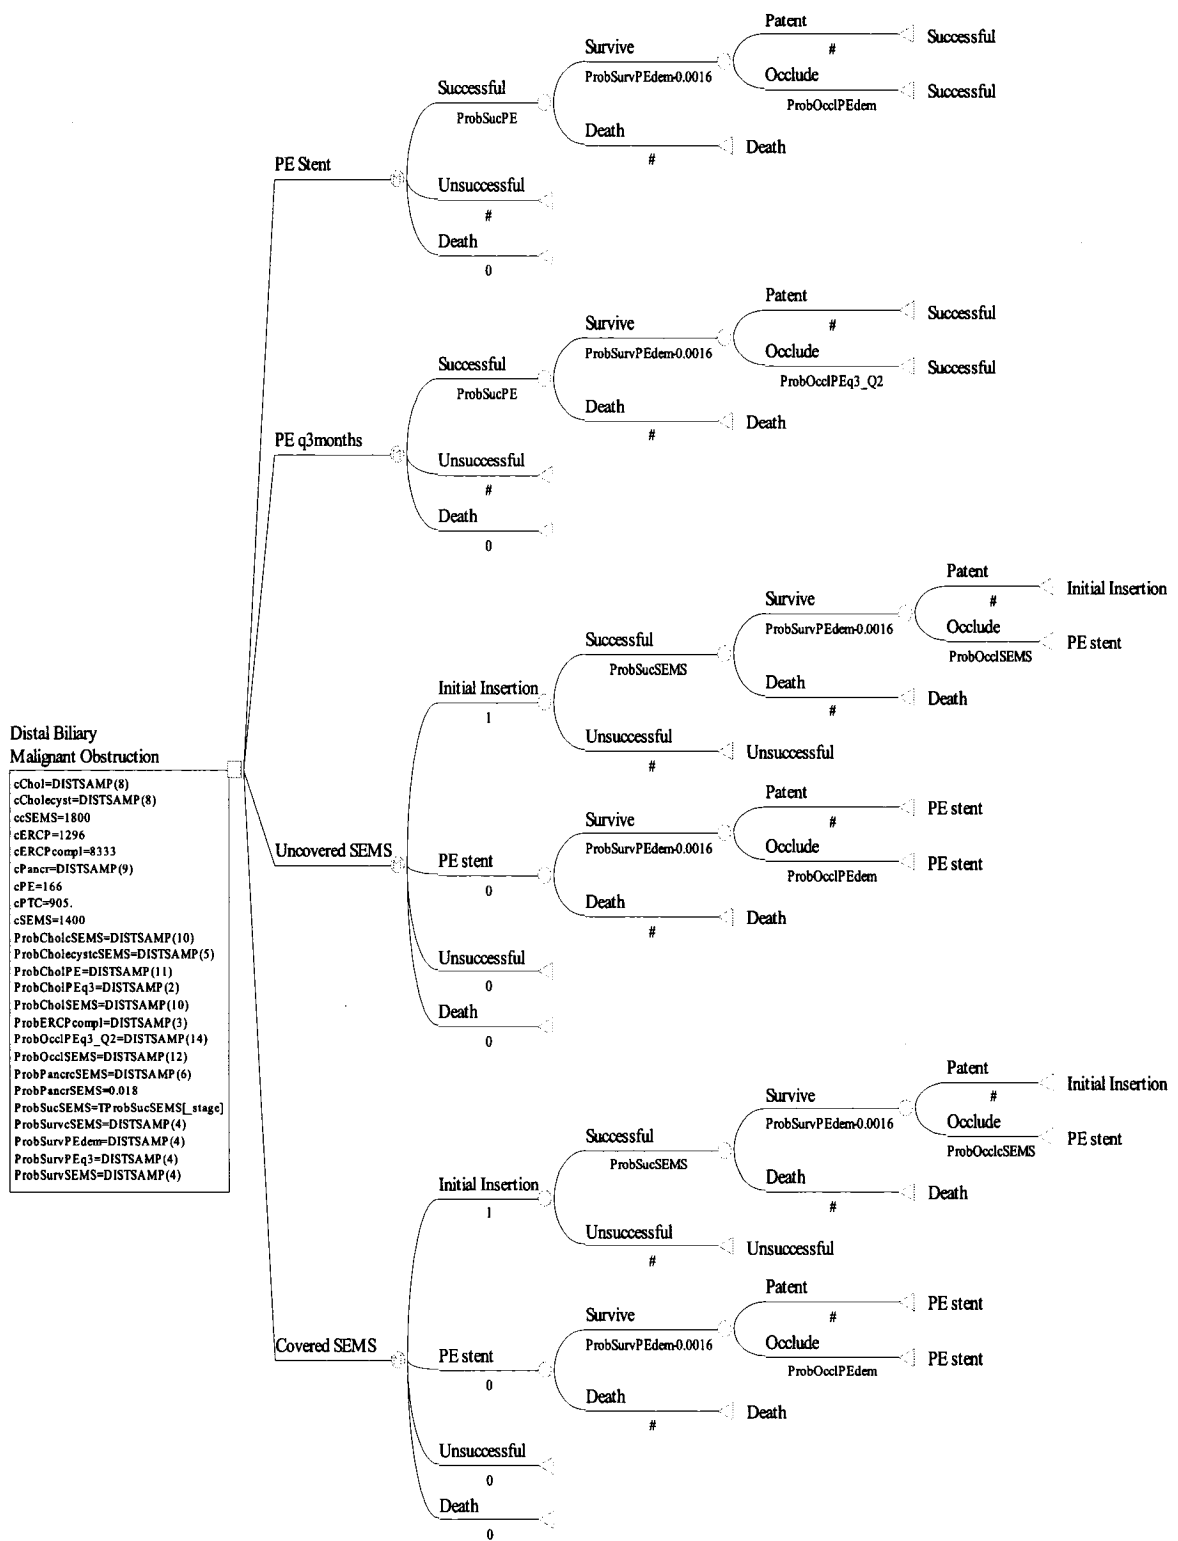 Distal Biliary
Malignant Obstruction
cChol=DISTSAMP(8)
cCholecyst=DISTSAMP(8)
ccSEMS=1800
cERCP=1296
cERCPcompl=8333
cPancr=DISTSAMP(9)
cPE=166
cPTC=905.
cSEMS=1400
ProbCholcSEMS=DISTSAMP(10)
ProbCholecystcSEMS=DISTSAMP(5)
ProbCholPE=DISTSAMP(11)
ProbCholPEq3=DISTSAMP(2)
ProbCholSEMS=DISTSAMP(10)
ProbERCPcompl=DISTSAMP(3)
ProbOcclPEq3_Q2=DISTSAMP(14)
ProbOcclSEMS=DISTSAMP(12)
ProbPancrcSEMS=DISTSAMP(6)
ProbPancrSEMS=0.018
ProbSucSEMS=TProbSucSEMS[_stage]
ProbSurvcSEMS=DISTSAMP(4)
ProbSurvPEdem=DISTSAMP(4)
ProbSurvPEq3=DISTSAMP(4)
ProbSurvSEMS=DISTSAMP(4)
PE Stent
Successful
ProbSucPE
Survive
ProbSurvPEdem-0.0016
Patent
#
Successful
Occlude
ProbOcclPEdem
Successful
Death
#
Death
Unsuccessful
#
Death
0
PE q3months
Successful
ProbSucPE
Survive
ProbSurvPEdem-0.0016
Patent
#
Successful
Occlude
ProbOcclPEq3_Q2
Successful
Death
#
Death
Unsuccessful
#
Death
0
Uncovered SEMS
Initial Insertion
1
Successful
ProbSucSEMS
Survive
ProbSurvPEdem-0.0016
Patent
#
Initial Insertion
Occlude
ProbOcclSEMS
PE stent
Death
#
Death
Unsuccessful
#
Unsuccessful
PE stent
0
Survive
ProbSurvPEdem-0.0016
Patent
#
PE stent
Occlude
ProbOcclPEdem
PE stent
Death
#
Death
Unsuccessful
0
Death
0
Covered SEMS
Initial Insertion
1
Successful
ProbSucSEMS
Survive
ProbSurvPEdem-0.0016
Patent
#
Initial Insertion
Occlude
ProbOcclcSEMS
PE stent
Death
#
Death
Unsuccessful
#
Unsuccessful
PE stent
0
Survive
ProbSurvPEdem-0.0016
Patent
#
PE stent
Occlude
ProbOcclPEdem
PE stent
Death
#
Death
Unsuccessful
0
Death
0